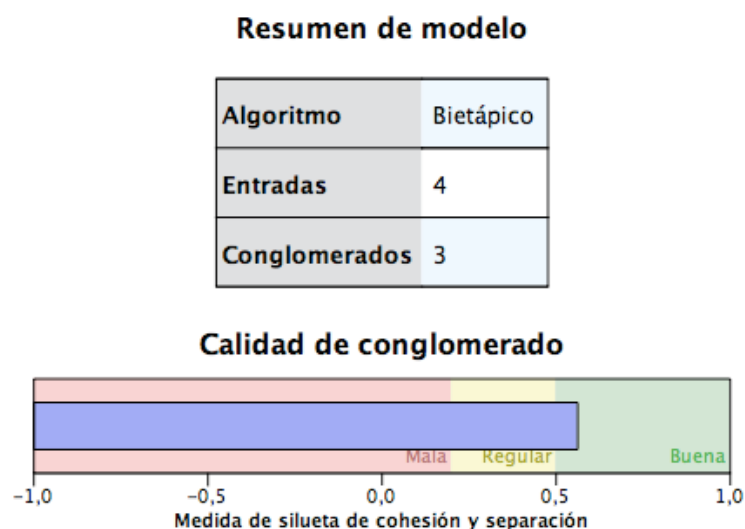 Resumen de modelo
Algoritmo Bietápico
Entradas 4
Conglomerados 3
Calidad de conglomerado
Mala Regular Buena
−1,0 −0,5 0,0 0,5 1,0
Medida de silueta de cohesión y separación